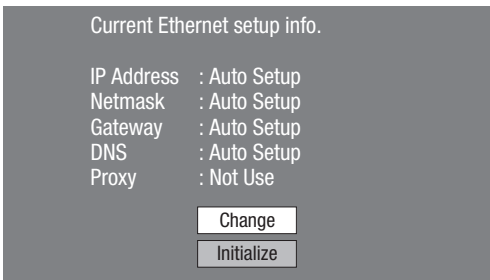 Current Ethernet setup info.
IP Address : Auto Setup
Netmask : Auto Setup
Gateway : Auto Setup
DNS : Auto Setup
Proxy : Not Use
Change
Initialize